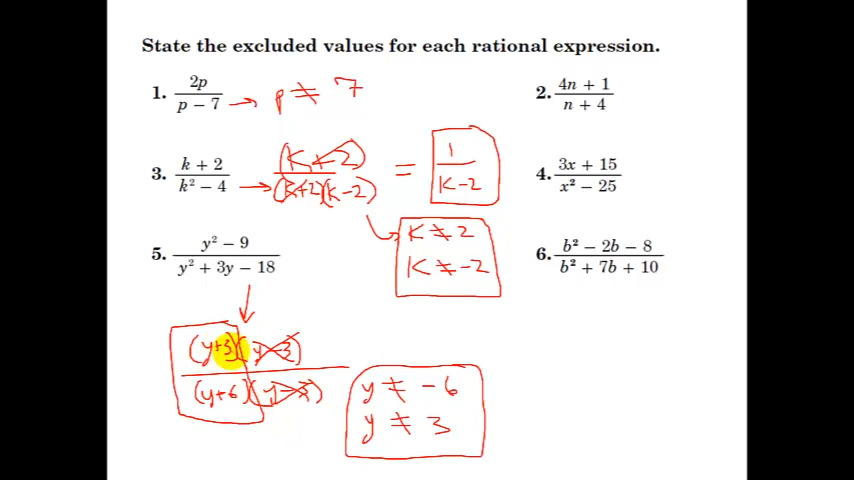 State the excluded values for each rational expression.
1. 2p / (p − 7) → p ≠ 7
2. (4n + 1) / (n + 4)
3. (k + 2) / (k² − 4) → (k+2) / (k+2)(k−2) = 1 / (k−2)
4. (3x + 15) / (x² − 25)
k ≠ 2
k ≠ −2
5. (y² − 9) / (y² + 3y − 18)
6. (b² − 2b − 8) / (b² + 7b + 10)
(y+3)(y−3) / (y+6)(y−3)
y ≠ −6
y ≠ 3